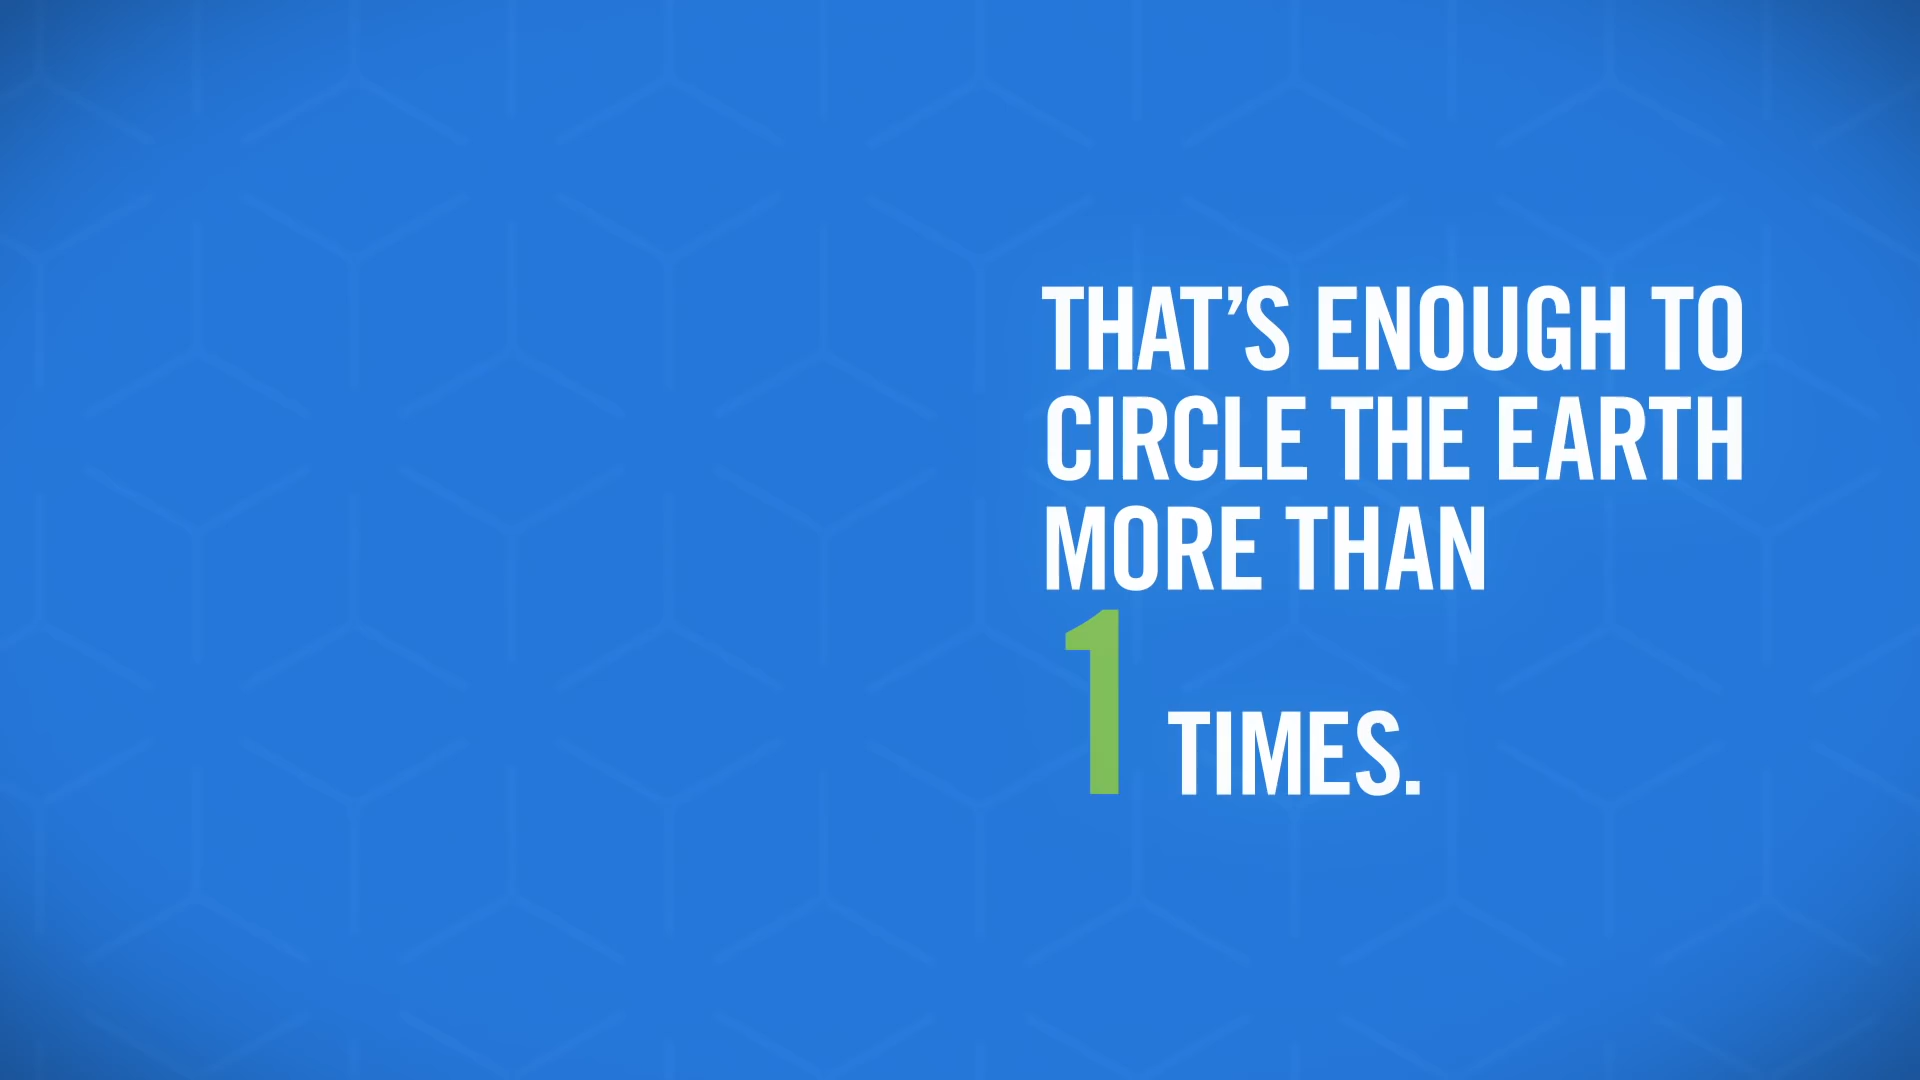 THAT’S ENOUGH TO
CIRCLE THE EARTH
MORE THAN
1 TIMES.